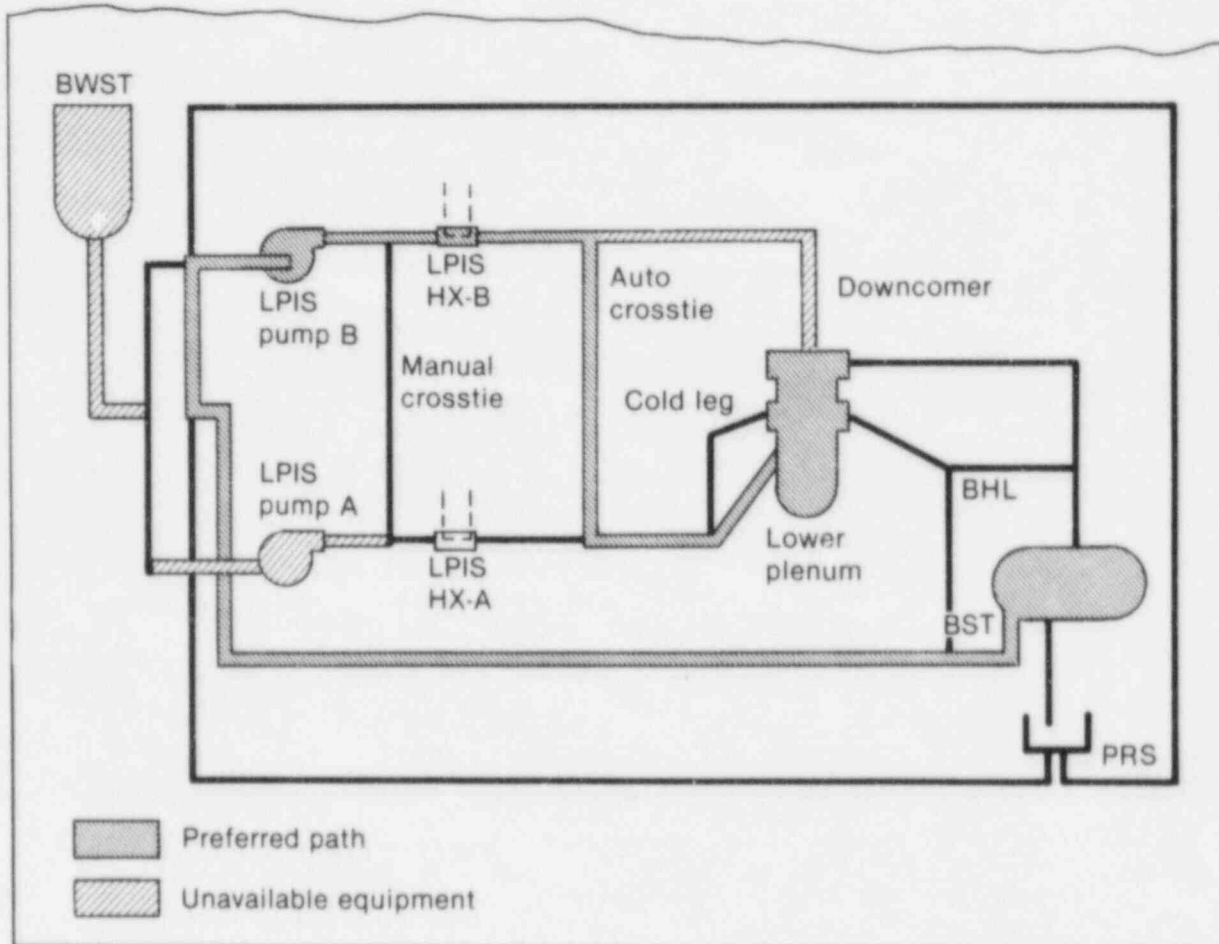 BWST
LPIS
pump B
LPIS
HX-B
Auto
crosstie
Downcomer
Manual
crosstie
Cold leg
LPIS
pump A
LPIS
HX-A
Lower
plenum
BHL
BST
PRS
Preferred path
Unavailable equipment